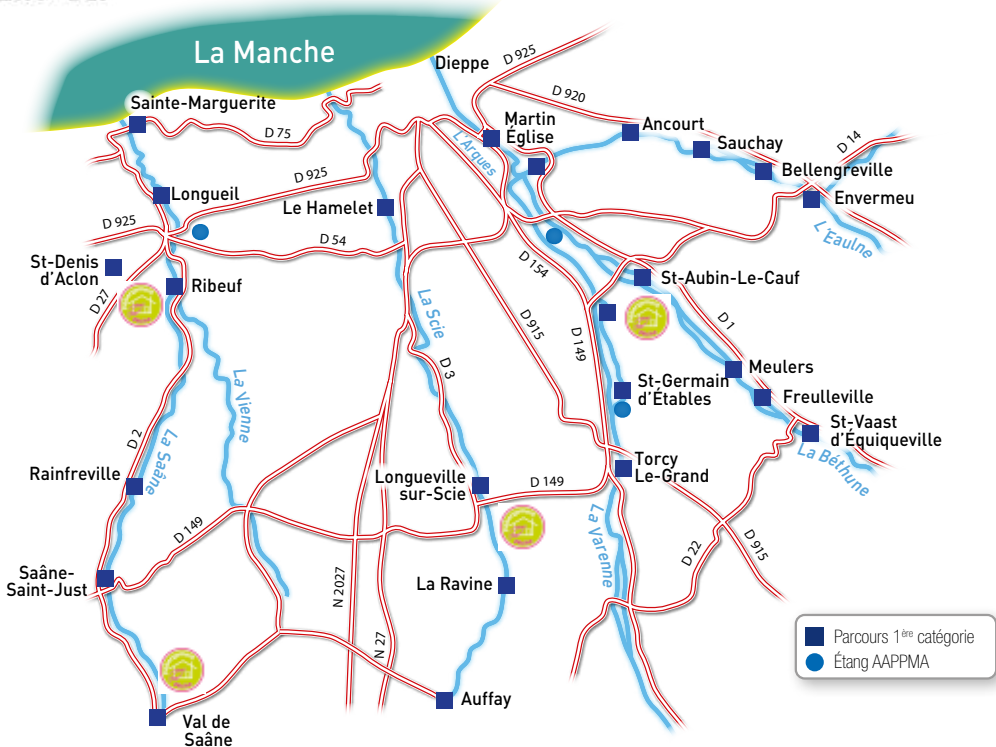 La Manche
Dieppe
D 925
D 920
Sainte-Marguerite
D 75
Martin
Église
L'Arques
Ancourt
Sauchay
D 14
Bellengreville
Envermeu
L'Eaulne
Longueil
D 925
Le Hamelet
D 925
D 54
St-Denis
d'Aclon
D 27
Ribeuf
La Scie
D 154
D 915
D 149
St-Aubin-Le-Cauf
D 1
La Vienne
D 3
Meulers
St-Germain
d'Étables
Freulleville
St-Vaast
d'Équiqueville
La Béthune
D 2
La Saâne
Rainfreville
Longueville
sur-Scie
D 149
Torcy
Le-Grand
D 149
La Varenne
D 22
D 915
Saâne-
Saint-Just
N 2027
La Ravine
N 27
Auffay
Val de
Saâne
Parcours 1ère catégorie
Étang AAPPMA